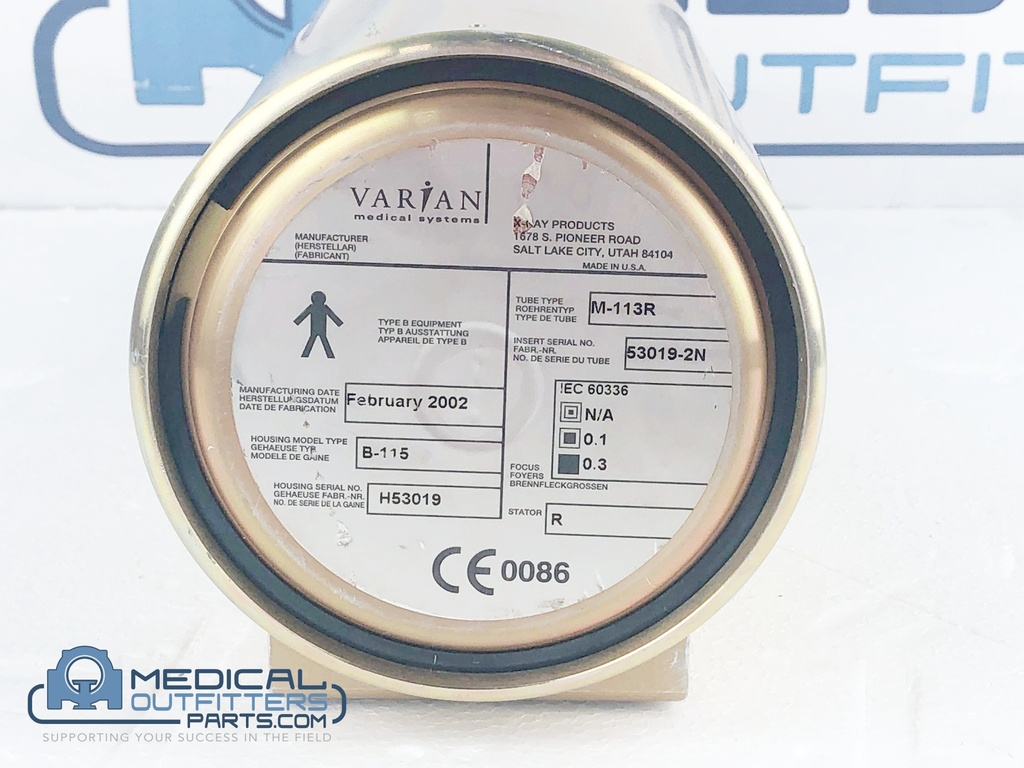 OUTFIT
VARIAN
medical systems
X-RAY PRODUCTS
1678 S. PIONEER ROAD
SALT LAKE CITY, UTAH 84104
MADE IN U.S.A.
MANUFACTURER
(HERSTELLAR)
(FABRICANT)
TYPE B EQUIPMENT
TYP B AUSSTATTUNG
APPAREIL DE TYPE B
MANUFACTURING DATE
HERSTELLUNGSDATUM
DATE DE FABRICATION
February 2002
HOUSING MODEL TYPE
GEHAEUSE TYP
MODELE DE GAINE
B-115
HOUSING SERIAL NO.
GEHAUSE FABR.-NR.
NO. DE SERIE DE LA GAINE
H53019
TUBE TYPE
ROEHRENTYP
TYPE DE TUBE
M-113R
INSERT SERIAL NO.
FABR.-NR.
NO. DE SERIE DU TUBE
53019-2N
IEC 60336
N/A
0.1
0.3
FOCUS
FOYERS
BRENNFLECKGROSSEN
STATOR
R
CE 0086
MEDICAL
OUTFITTERS
PARTS.COM
SUPPORTING YOUR SUCCESS IN THE FIELD